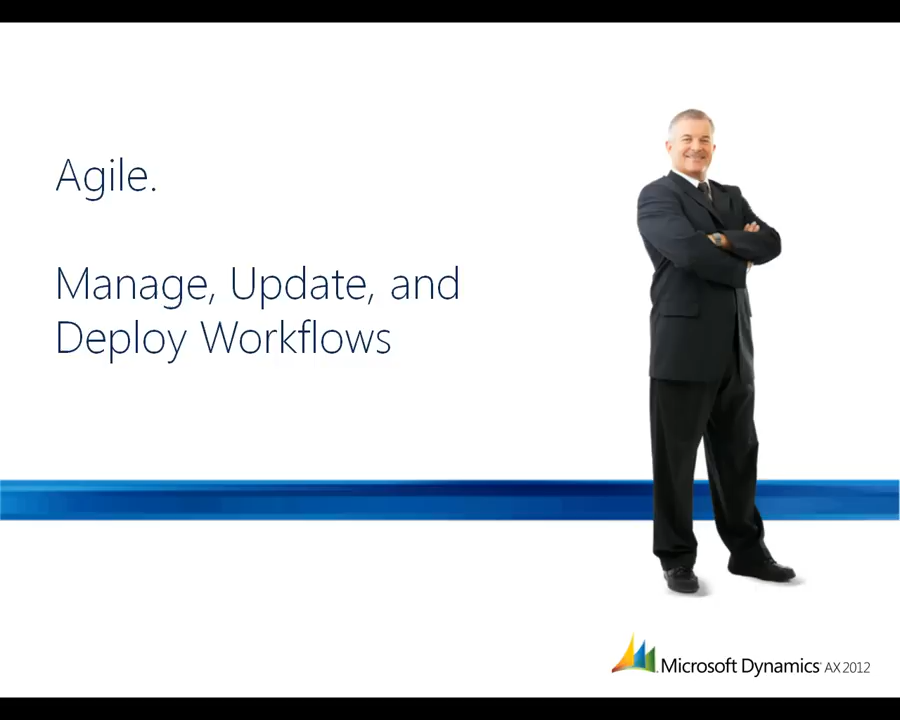 Agile.
Manage, Update, and
Deploy Workflows
Microsoft Dynamics AX 2012